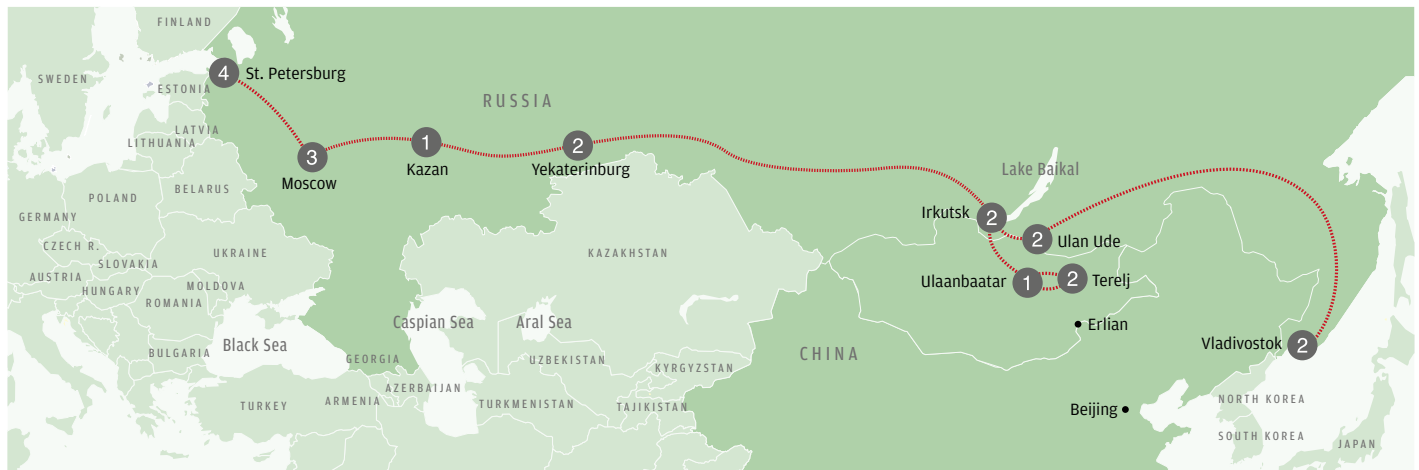 FINLAND
SWEDEN
4
St. Petersburg
ESTONIA
RUSSIA
LATVIA
LITHUANIA
3
Moscow
1
Kazan
2
Yekaterinburg
Lake Baikal
BELARUS
POLAND
GERMANY
Irkutsk
2
2
Ulan Ude
CZECH R.
UKRAINE
KAZAKHSTAN
SLOVAKIA
AUSTRIA
HUNGARY
MOLDOVA
ROMANIA
Ulaanbaatar
1
2
Terelj
Caspian Sea
Aral Sea
Erlian
Black Sea
BULGARIA
GEORGIA
UZBEKISTAN
CHINA
Vladivostok
2
KYRGYZSTAN
AZERBAIJAN
TURKEY
ARMENIA
TURKMENISTAN
TAJIKISTAN
Beijing
NORTH KOREA
SOUTH KOREA
JAPAN